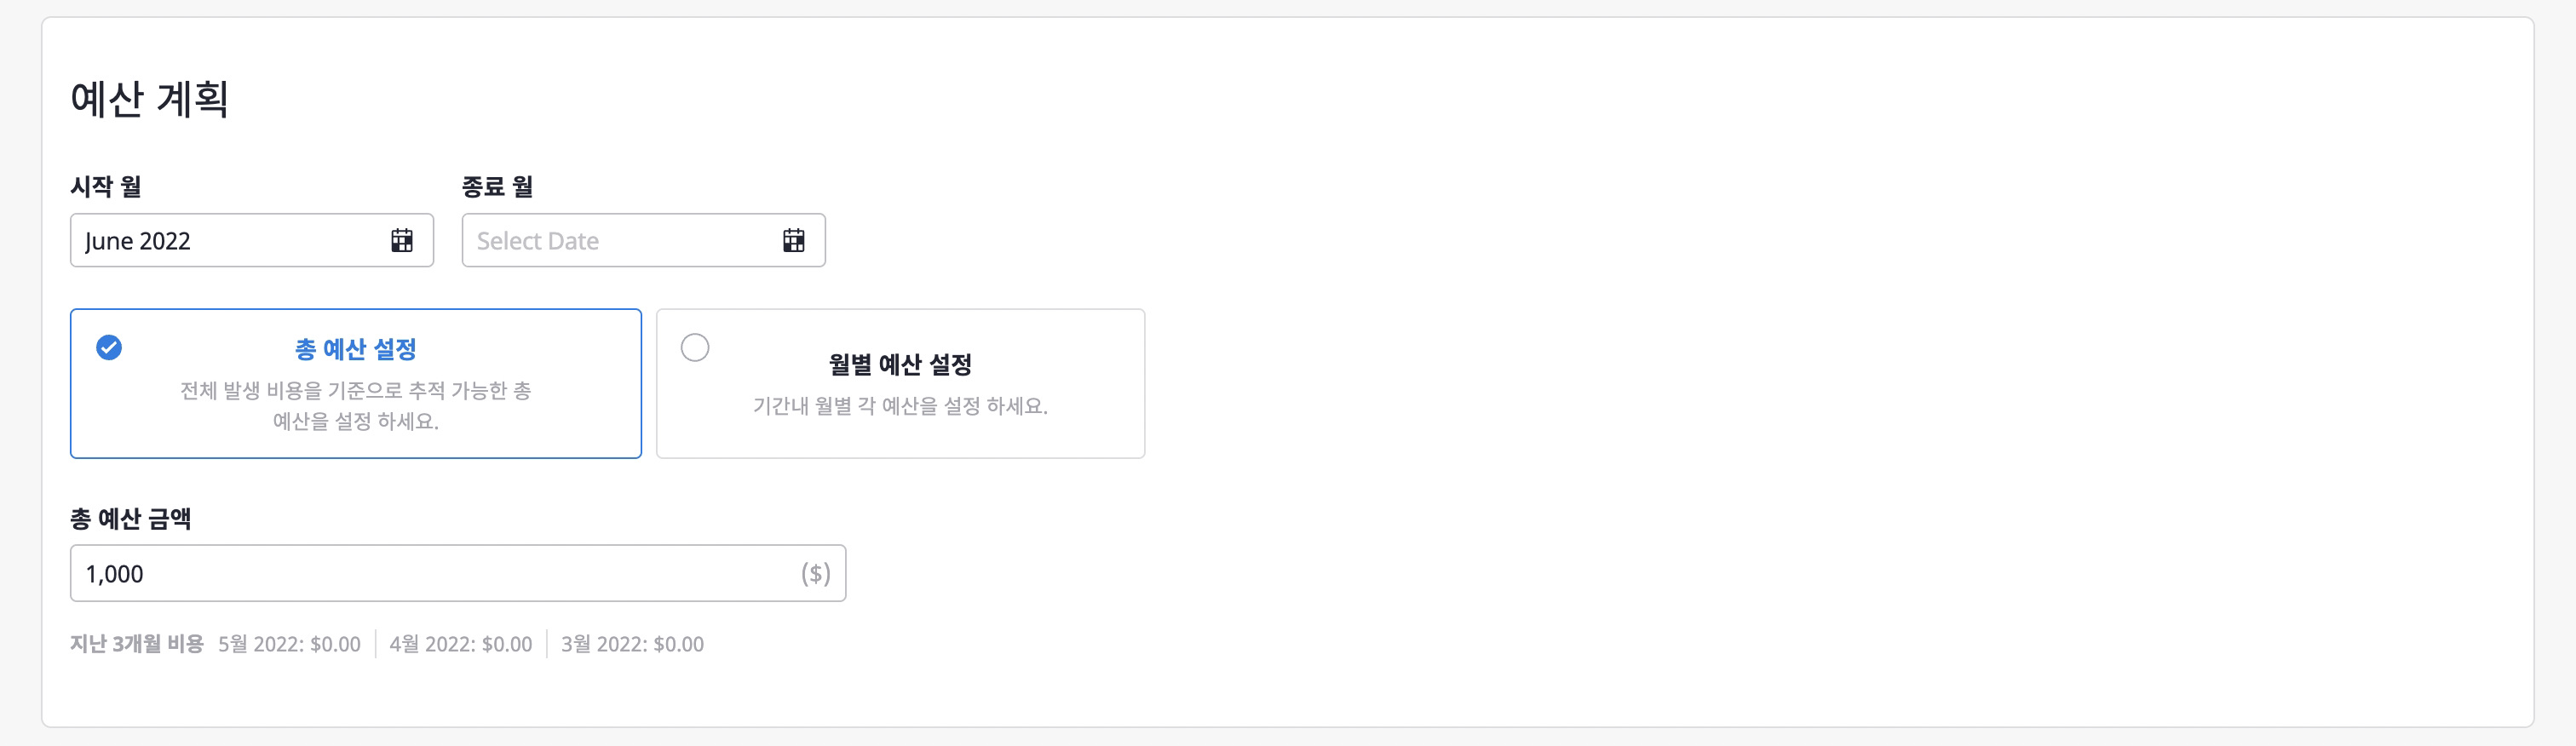 예산 계획
시작 월
종료 월
June 2022
Select Date
총 예산 설정
전체 발생 비용을 기준으로 추적 가능한 총
예산을 설정 하세요.
월별 예산 설정
기간내 월별 각 예산을 설정 하세요.
총 예산 금액
1,000 ($)
지난 3개월 비용 5월 2022: $0.00 4월 2022: $0.00 3월 2022: $0.00